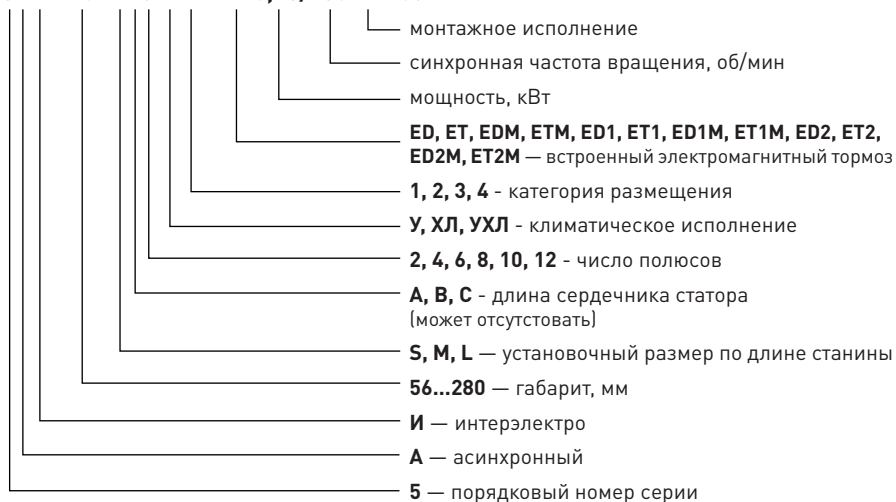 монтажное исполнение
синхронная частота вращения, об/мин
мощность, кВт
ED, ET, EDM, ETM, ED1, ET1, ED1M, ET1M, ED2, ET2,
ED2M, ET2M — встроенный электромагнитный тормоз
1, 2, 3, 4 - категория размещения
У, ХЛ, УХЛ - климатическое исполнение
2, 4, 6, 8, 10, 12 - число полюсов
А, В, С - длина сердечника статора
(может отсутстовать)
S, M, L — установочный размер по длине станины
56...280 — габарит, мм
И — интерэлектро
А — асинхронный
5 — порядковый номер серии